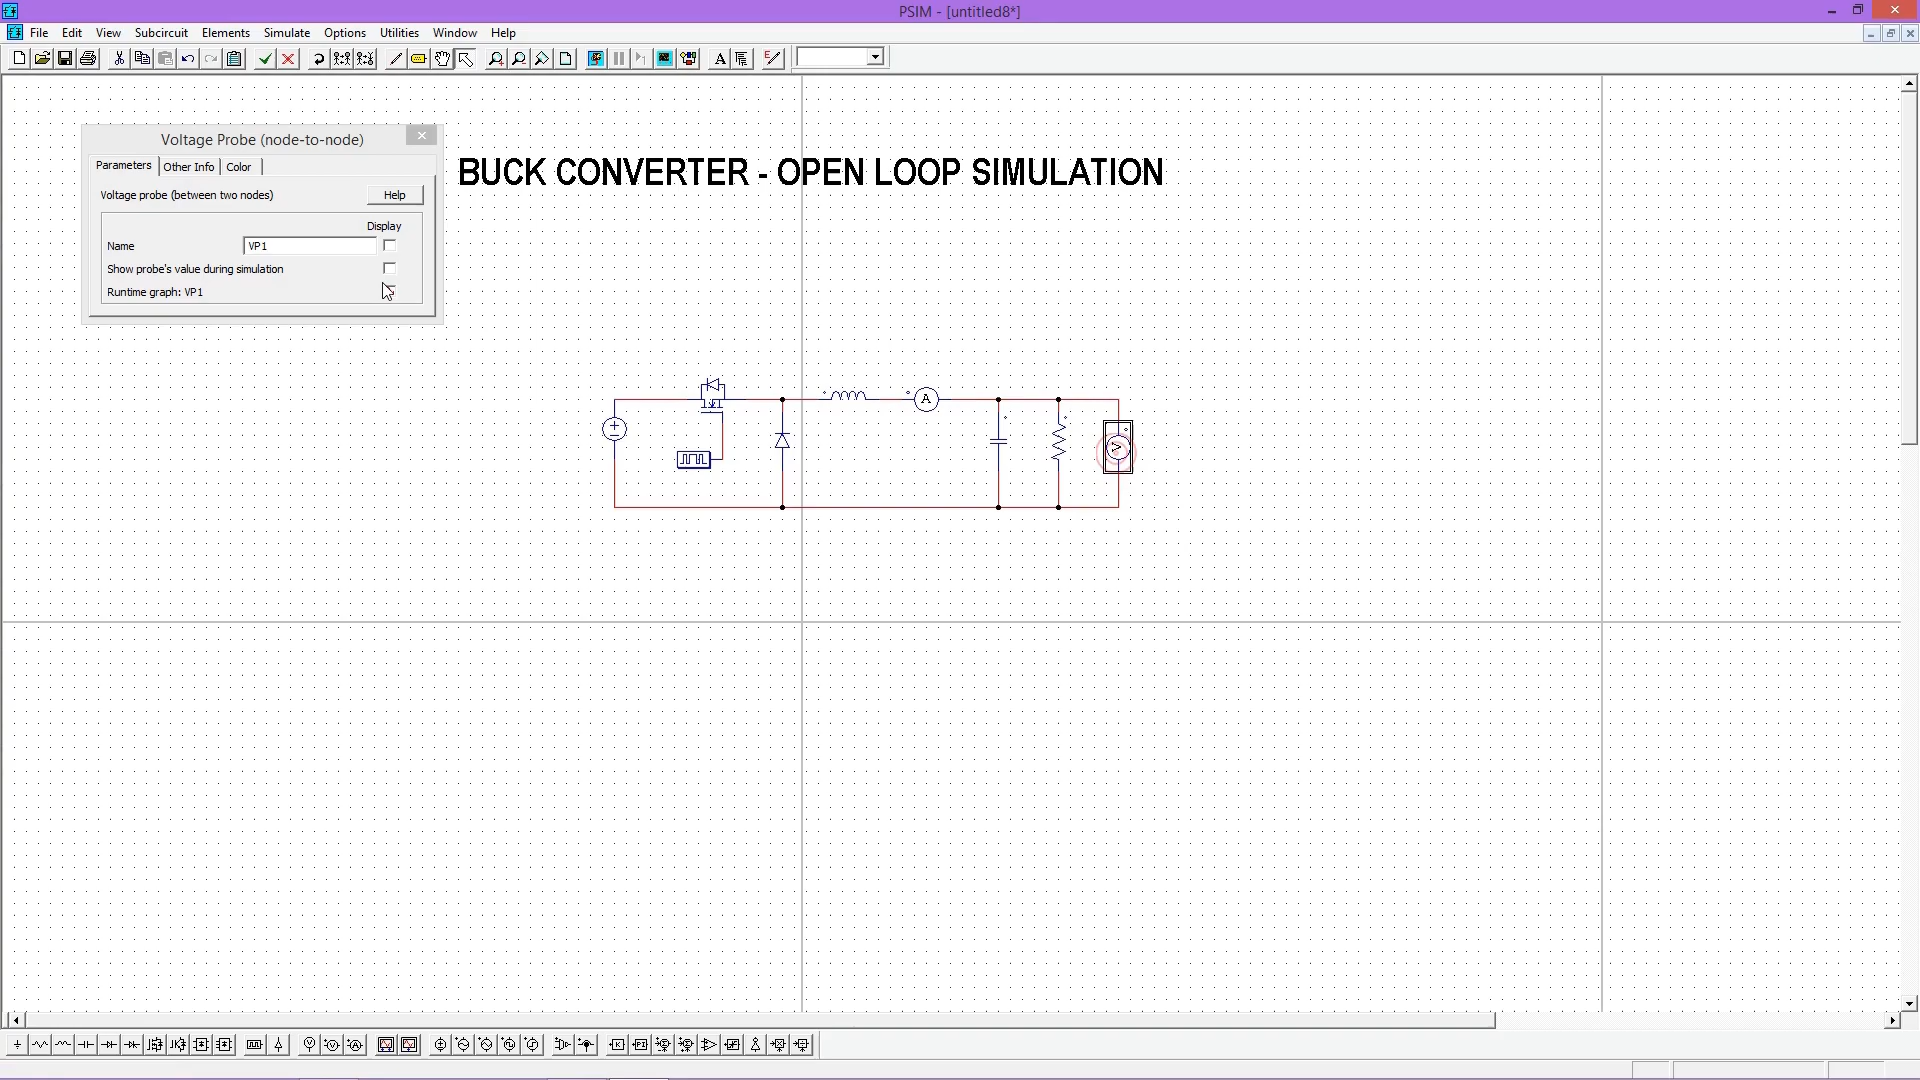 PSIM - [untitled8*]
File Edit View Subcircuit Elements Simulate Options Utilities Window Help
Voltage Probe (node-to-node)
Parameters Other Info Color
Voltage probe (between two nodes) Help
Display
Name VP1
Show probe's value during simulation
Runtime graph: VP1
BUCK CONVERTER - OPEN LOOP SIMULATION
A
V